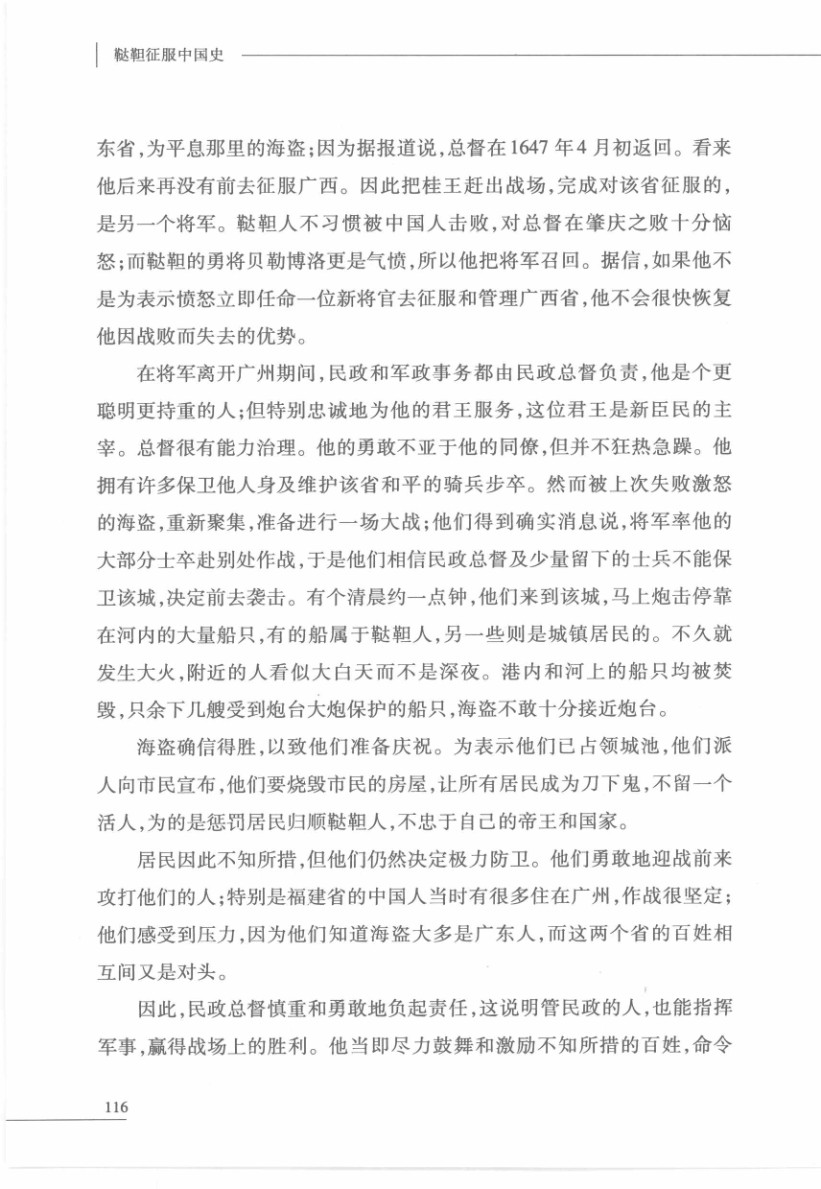 鞑靼征服中国史
东省,为平息那里的海盗;因为据报道说,总督在1647年4月初返回。看来
他后来再没有前去征服广西。因此把桂王赶出战场,完成对该省征服的,
是另一个将军。鞑靼人不习惯被中国人击败,对总督在肇庆之败十分恼
怒;而鞑靼的勇将贝勒博洛更是气愤,所以他把将军召回。据信,如果他不
是为表示愤怒立即任命一位新将官去征服和管理广西省,他不会很快恢复
他因战败而失去的优势。
在将军离开广州期间,民政和军政事务都由民政总督负责,他是个更
聪明更持重的人;但特别忠诚地为他的君王服务,这位君王是新臣民的主
宰。总督很有能力治理。他的勇敢不亚于他的同僚,但并不狂热急躁。他
拥有许多保卫他人身及维护该省和平的骑兵步卒。然而被上次失败激怒
的海盗,重新聚集,准备进行一场大战;他们得到确实消息说,将军率他的
大部分士卒赴别处作战,于是他们相信民政总督及少量留下的士兵不能保
卫该城,决定前去袭击。有个清晨约一点钟,他们来到该城,马上炮击停靠
在河内的大量船只,有的船属于鞑靼人,另一些则是城镇居民的。不久就
发生大火,附近的人看似大白天而不是深夜。港内和河上的船只均被焚
毁,只余下几艘受到炮台大炮保护的船只,海盗不敢十分接近炮台。
海盗确信得胜,以致他们准备庆祝。为表示他们已占领城池,他们派
人向市民宣布,他们要烧毁市民的房屋,让所有居民成为刀下鬼,不留一个
活人,为的是惩罚居民归顺鞑靼人,不忠于自己的帝王和国家。
居民因此不知所措,但他们仍然决定极力防卫。他们勇敢地迎战前来
攻打他们的人;特别是福建省的中国人当时有很多住在广州,作战很坚定;
他们感受到压力,因为他们知道海盗大多是广东人,而这两个省的百姓相
互间又是对头。
因此,民政总督慎重和勇敢地负起责任,这说明管民政的人,也能指挥
军事,赢得战场上的胜利。他当即尽力鼓舞和激励不知所措的百姓,命令
116